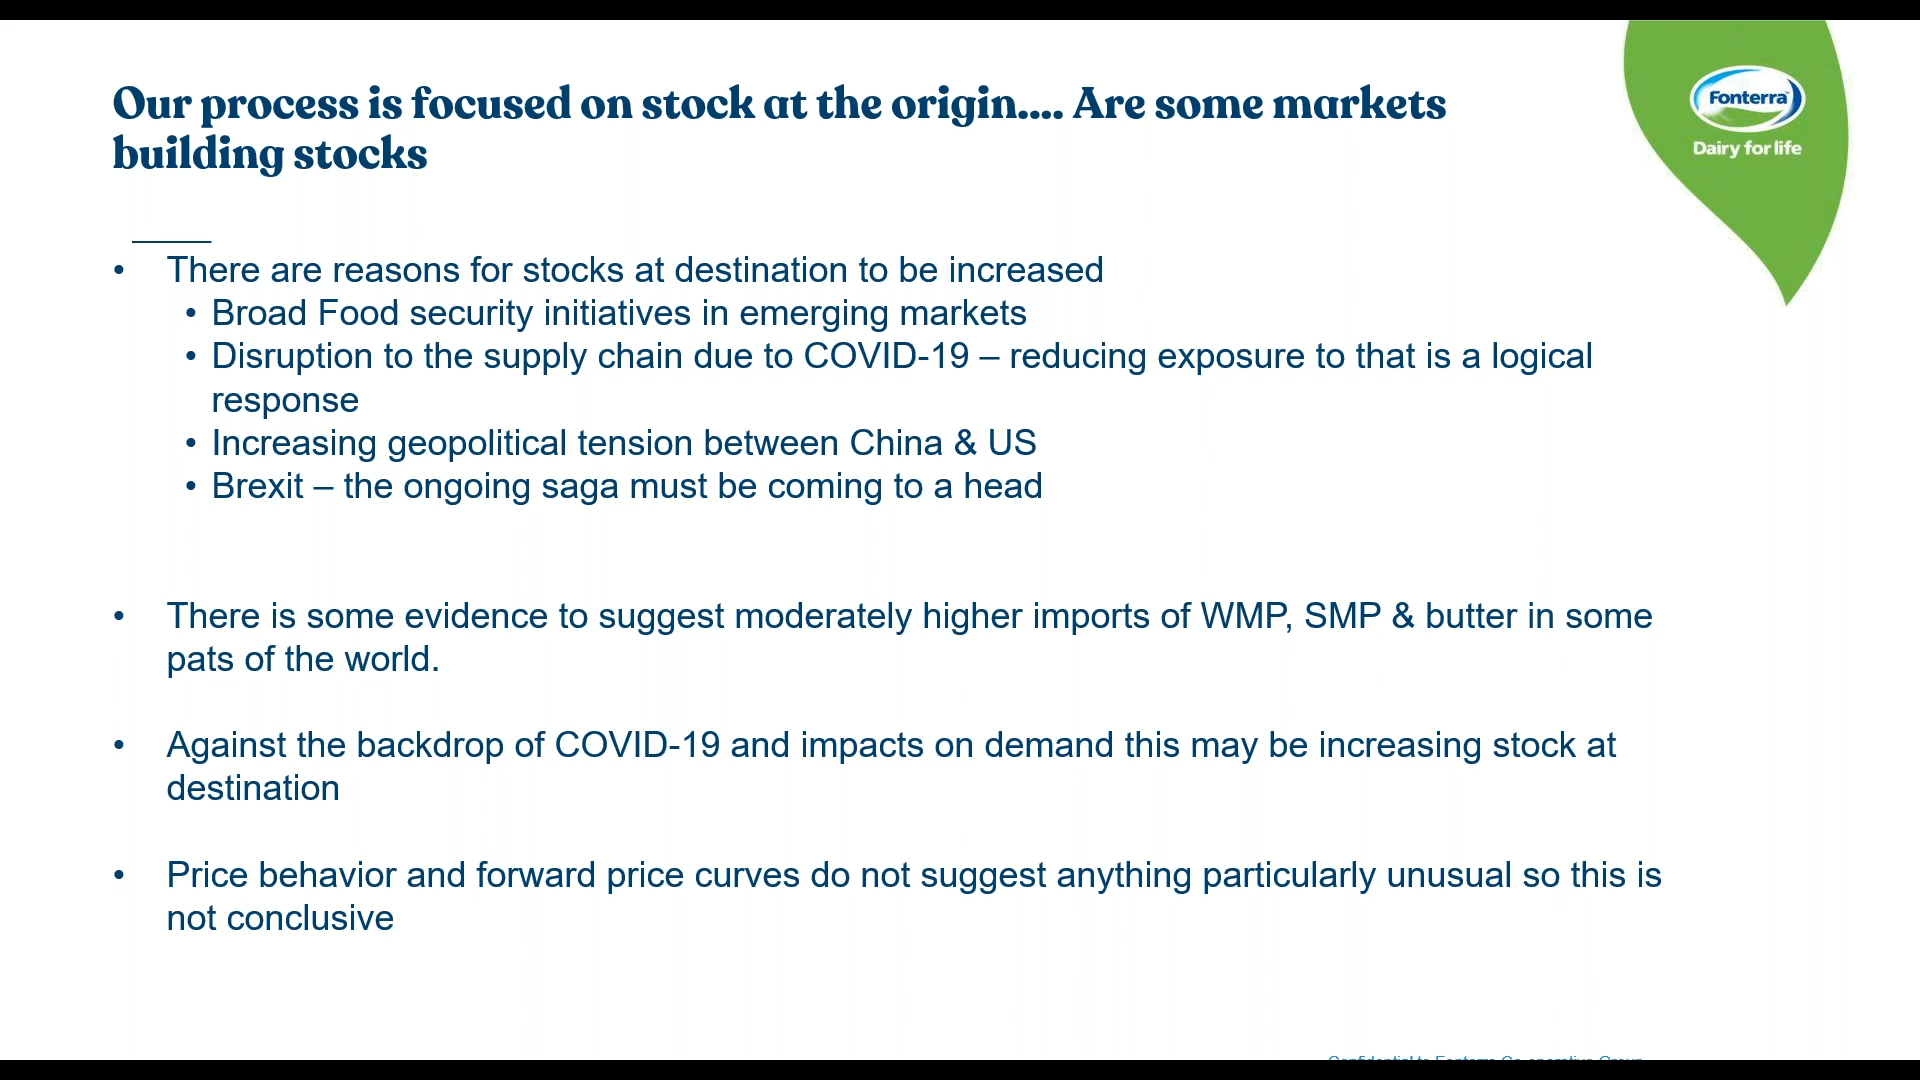 Our process is focused on stock at the origin.... Are some markets
building stocks
Fonterra
Dairy for life
• There are reasons for stocks at destination to be increased
• Broad Food security initiatives in emerging markets
• Disruption to the supply chain due to COVID-19 – reducing exposure to that is a logical
response
• Increasing geopolitical tension between China & US
• Brexit – the ongoing saga must be coming to a head
• There is some evidence to suggest moderately higher imports of WMP, SMP & butter in some
pats of the world.
• Against the backdrop of COVID-19 and impacts on demand this may be increasing stock at
destination
• Price behavior and forward price curves do not suggest anything particularly unusual so this is
not conclusive
Confidential to Fonterra Co-operative Group